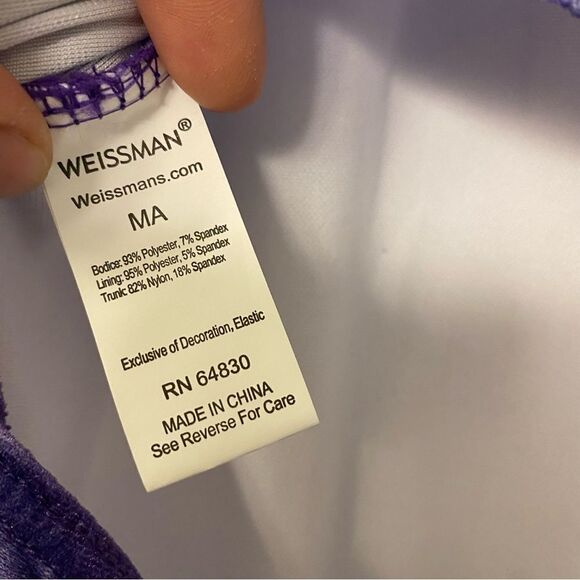 WEISSMAN®
Weissmans.com
MA
Bodice: 93% Polyester, 7% Spandex
Lining: 95% Polyester, 5% Spandex
Trunk: 82% Nylon, 18% Spandex
Exclusive of Decoration, Elastic
RN 64830
MADE IN CHINA
See Reverse For Care